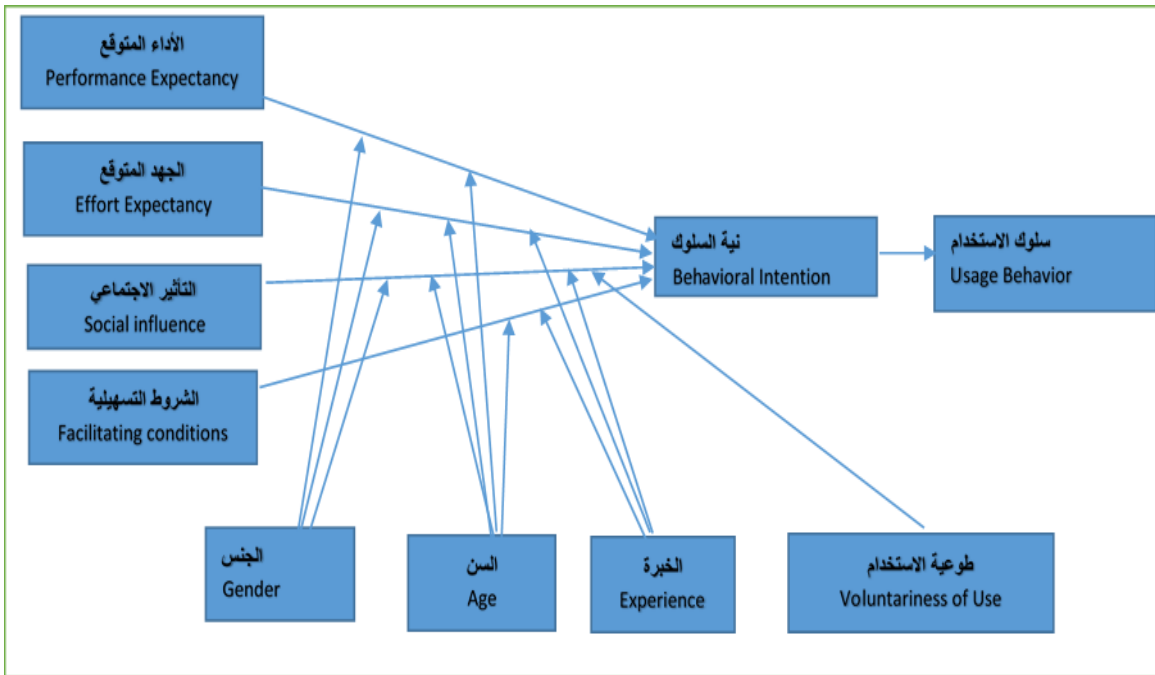 الأداء المتوقع
Performance Expectancy
الجهد المتوقع
Effort Expectancy
التأثير الاجتماعي
Social influence
الشروط التسهيلية
Facilitating conditions
نية السلوك
Behavioral Intention
سلوك الاستخدام
Usage Behavior
الجنس
Gender
السن
Age
الخبرة
Experience
طوعية الاستخدام
Voluntariness of Use